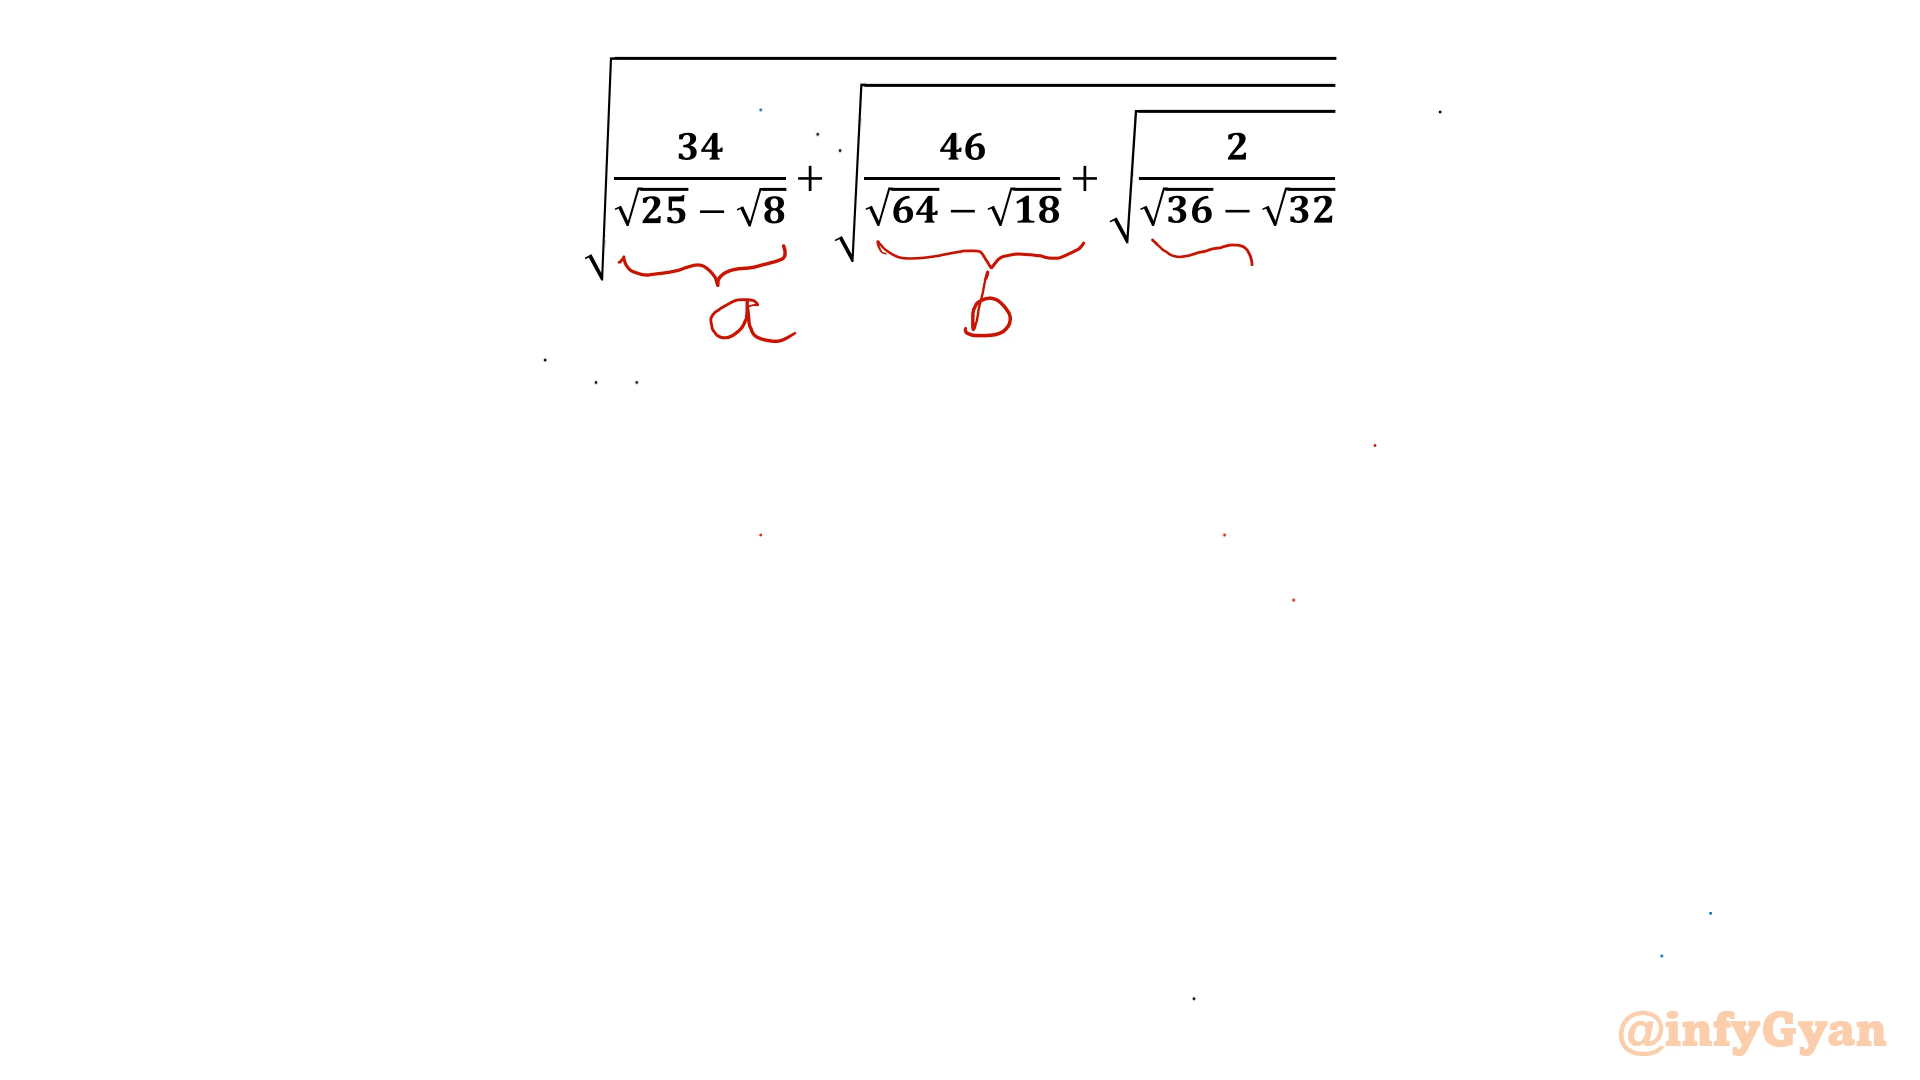 √(34/(√25 − √8) + √(46/(√64 − √18) + √(2/(√36 − √32))))
a b
@infyGyan